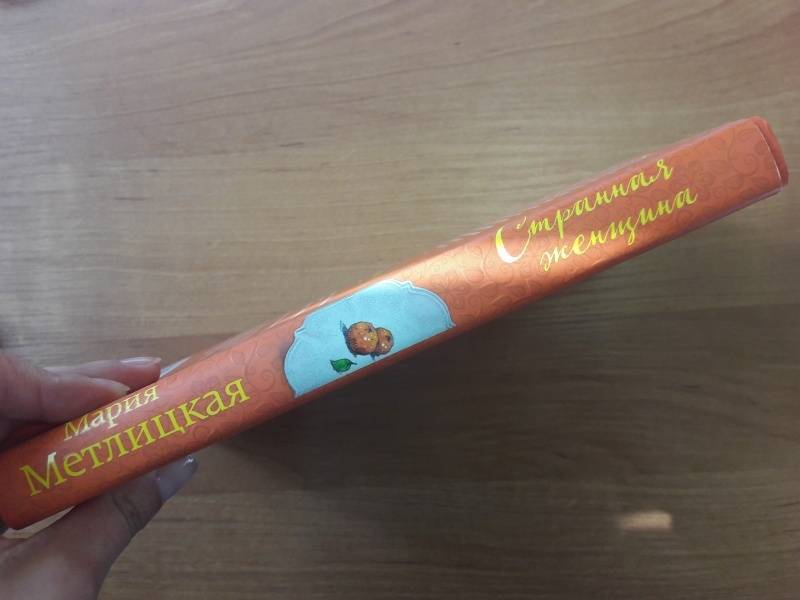 Мария
Метлицкая
Странная
женщина